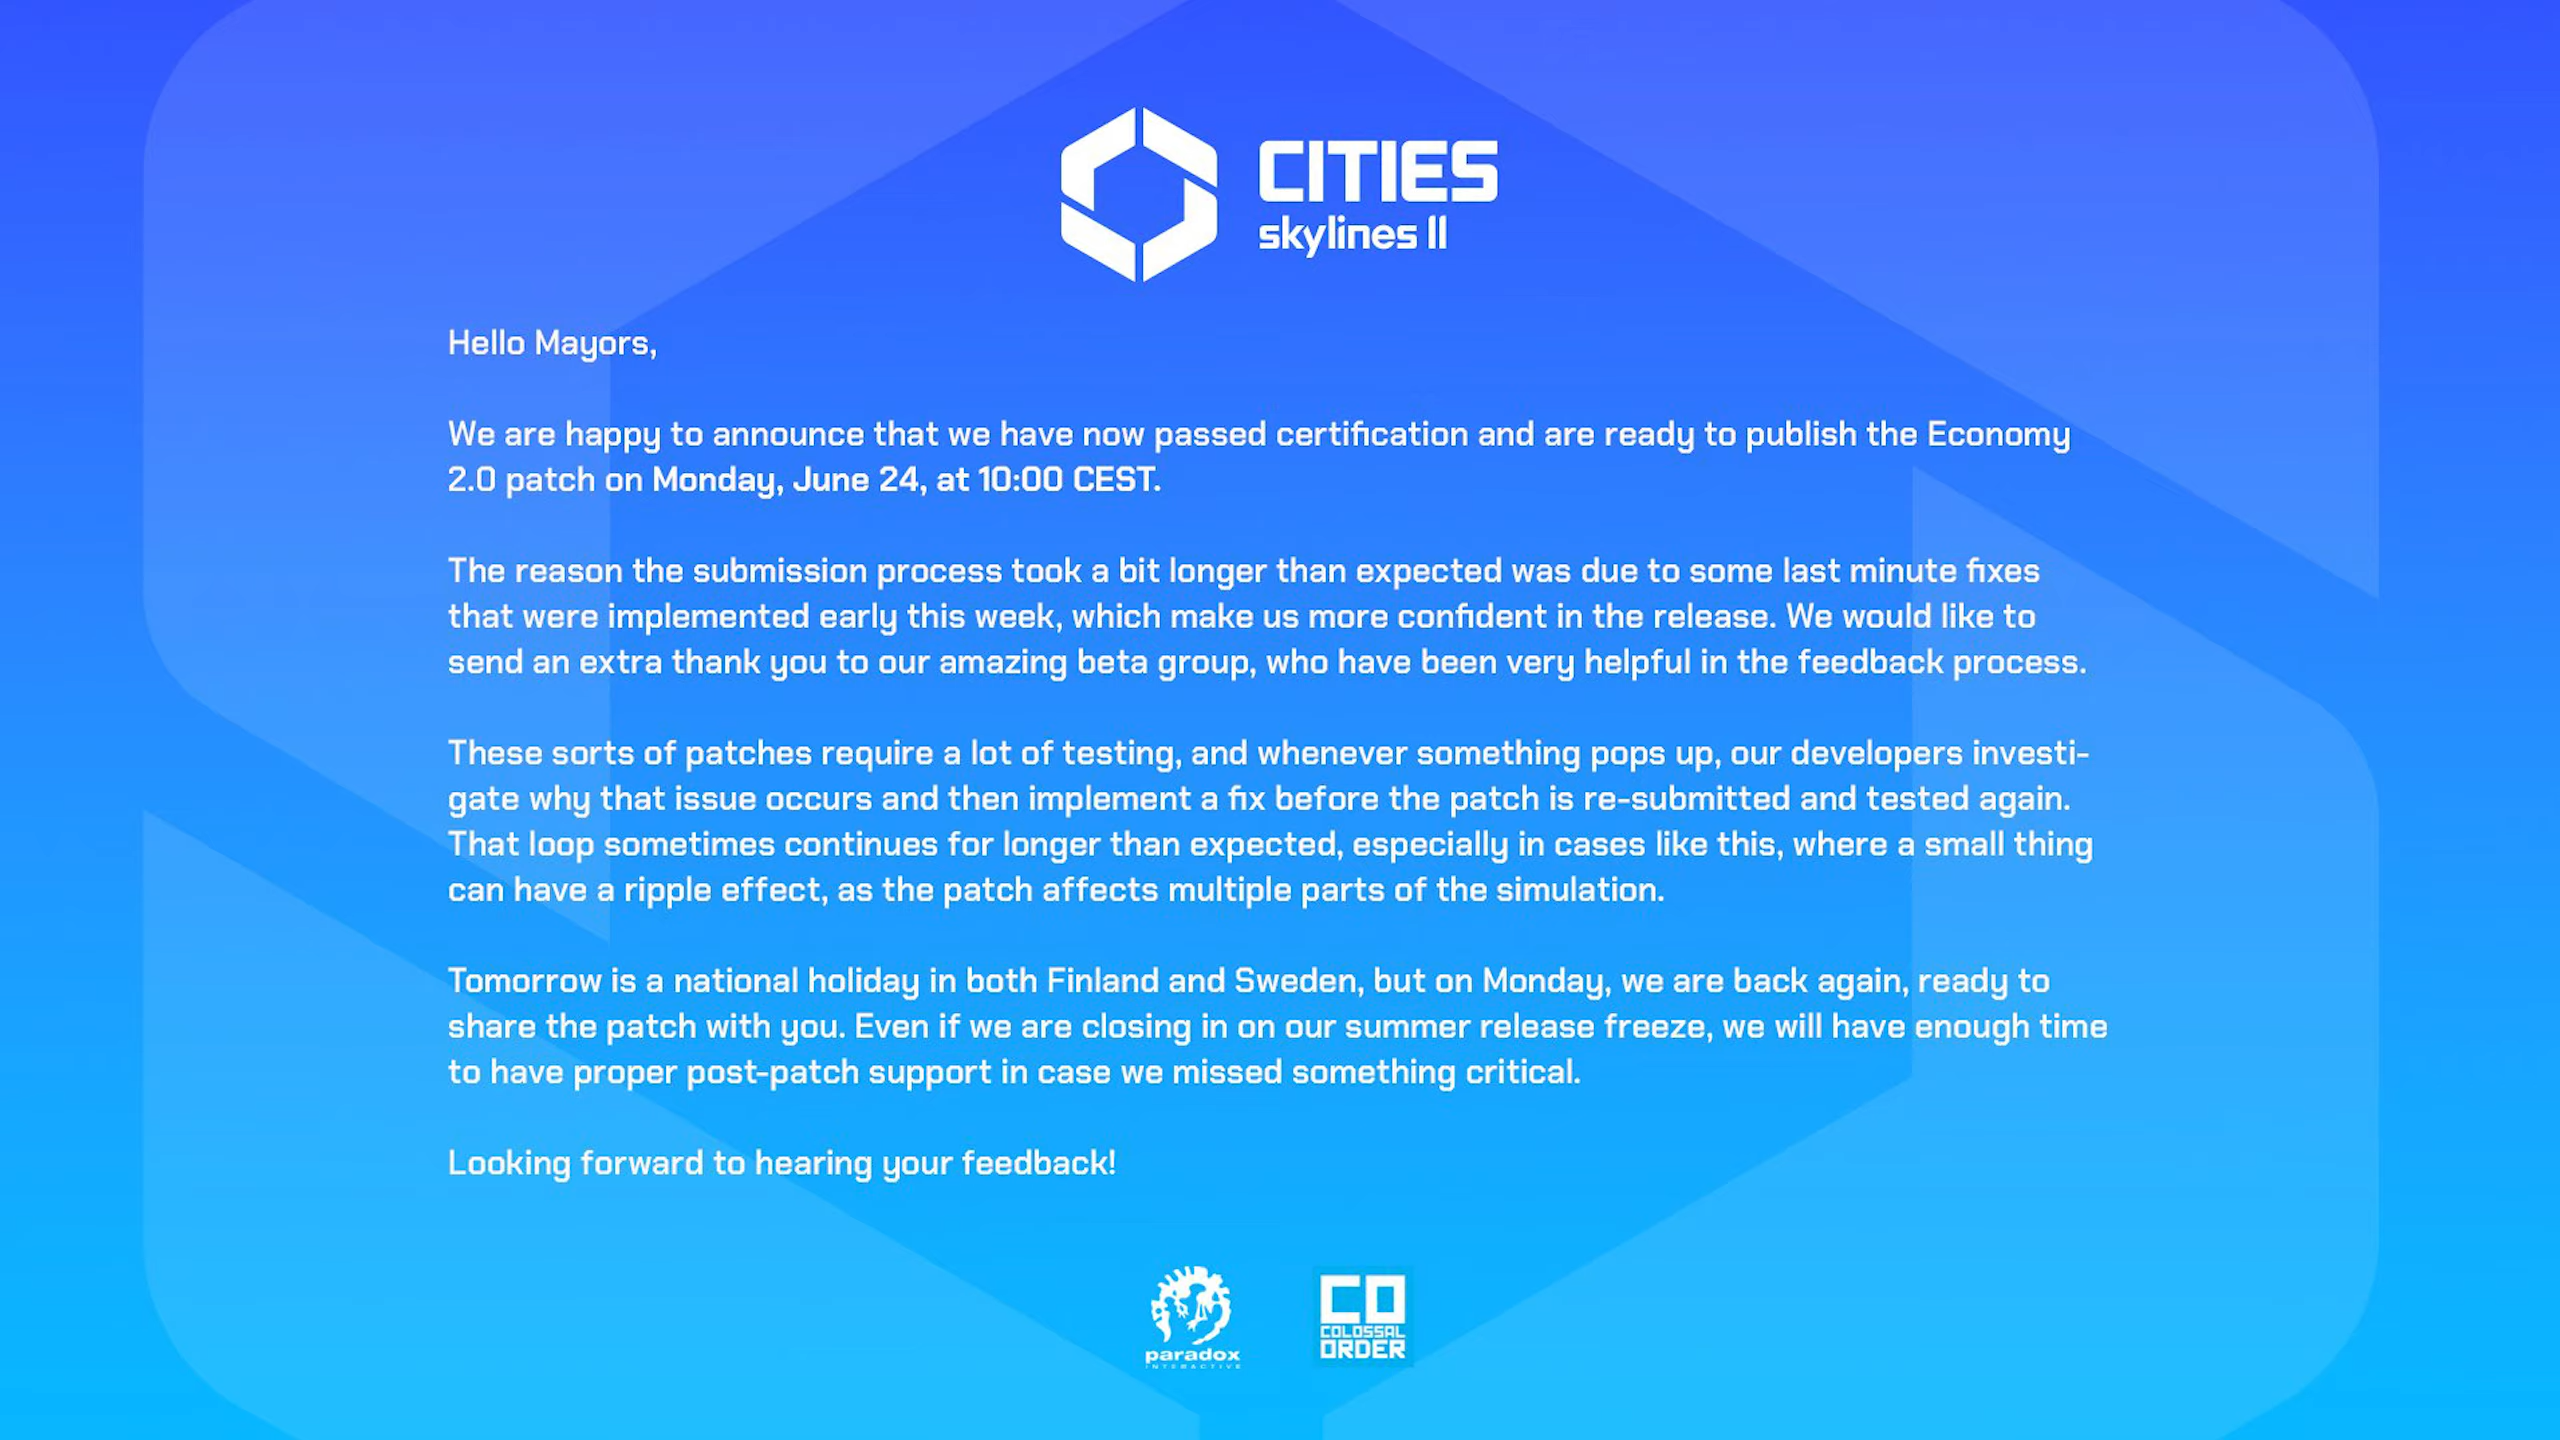 CITIES
skylines II
Hello Mayors,
We are happy to announce that we have now passed certification and are ready to publish the Economy
2.0 patch on Monday, June 24, at 10:00 CEST.
The reason the submission process took a bit longer than expected was due to some last minute fixes
that were implemented early this week, which make us more confident in the release. We would like to
send an extra thank you to our amazing beta group, who have been very helpful in the feedback process.
These sorts of patches require a lot of testing, and whenever something pops up, our developers investi-
gate why that issue occurs and then implement a fix before the patch is re-submitted and tested again.
That loop sometimes continues for longer than expected, especially in cases like this, where a small thing
can have a ripple effect, as the patch affects multiple parts of the simulation.
Tomorrow is a national holiday in both Finland and Sweden, but on Monday, we are back again, ready to
share the patch with you. Even if we are closing in on our summer release freeze, we will have enough time
to have proper post-patch support in case we missed something critical.
Looking forward to hearing your feedback!
paradox
INTERACTIVE
CO
COLOSSAL
ORDER